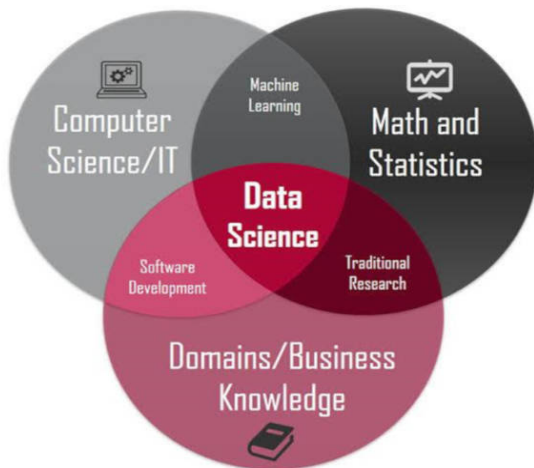 Machine
Learning
Computer
Science/IT
Math and
Statistics
Data
Science
Software
Development
Traditional
Research
Domains/Business
Knowledge